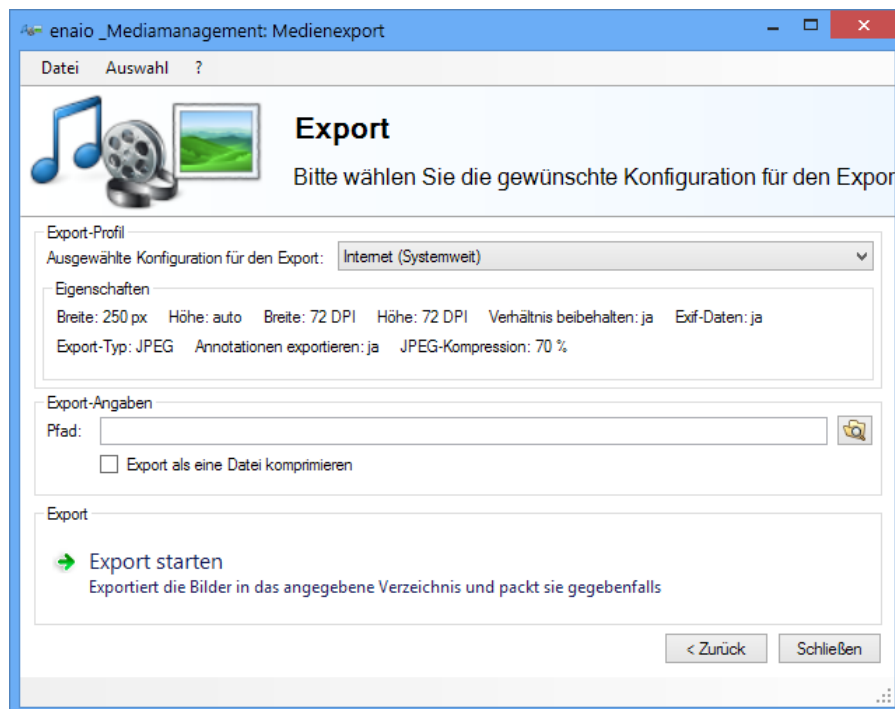 enaio _Mediamanagement: Medienexport
Datei Auswahl ?
Export
Bitte wählen Sie die gewünschte Konfiguration für den Expor
Export-Profil
Ausgewählte Konfiguration für den Export: Internet (Systemweit)
Eigenschaften
Breite: 250 px Höhe: auto Breite: 72 DPI Höhe: 72 DPI Verhältnis beibehalten: ja Exif-Daten: ja
Export-Typ: JPEG Annotationen exportieren: ja JPEG-Kompression: 70 %
Export-Angaben
Pfad:
Export als eine Datei komprimieren
Export
Export starten
Exportiert die Bilder in das angegebene Verzeichnis und packt sie gegebenfalls
< Zurück Schließen